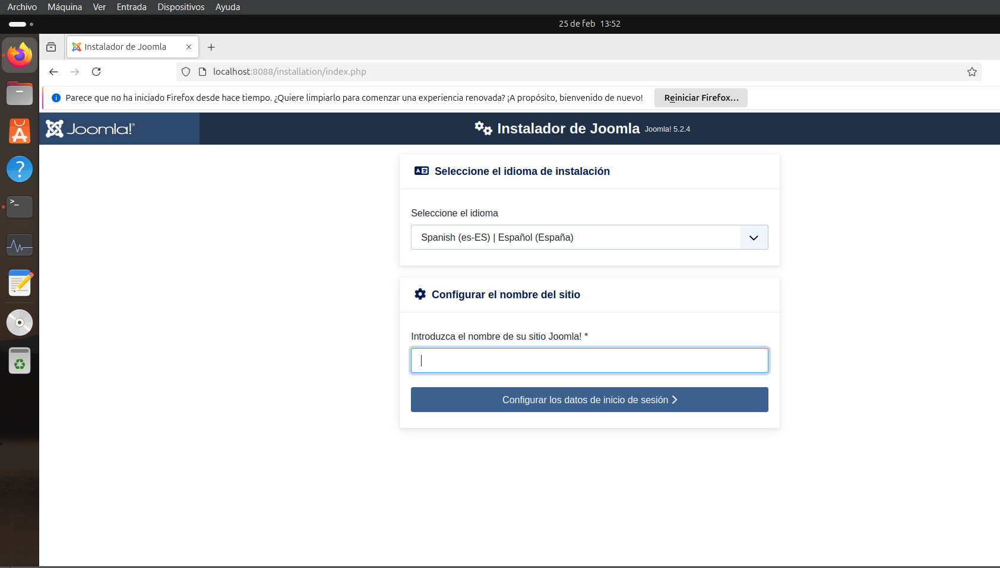 Archivo Máquina Ver Entrada Dispositivos Ayuda
25 de feb 13:52
Instalador de Joomla
localhost:8088/installation/index.php
Parece que no ha iniciado Firefox desde hace tiempo. ¿Quiere limpiarlo para comenzar una experiencia renovada? ¡A propósito, bienvenido de nuevo! Reiniciar Firefox...
Joomla!® Instalador de Joomla Joomla! 5.2.4
Seleccione el idioma de instalación
Seleccione el idioma
Spanish (es-ES) | Español (España)
Configurar el nombre del sitio
Introduzca el nombre de su sitio Joomla! *
Configurar los datos de inicio de sesión